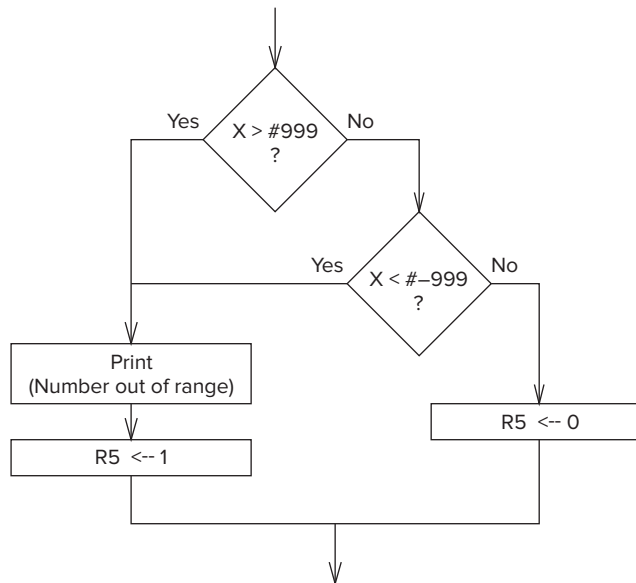 Yes
X > #999
?
No
Yes
X < #–999
?
No
Print
(Number out of range)
R5 <-- 0
R5 <-- 1